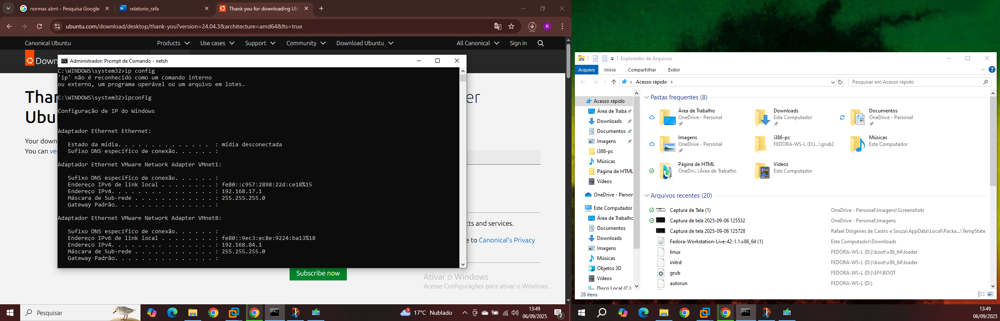 normas abnt - Pesquisa Google
relatorio_rafa
Thank you for downloading Ub
ubuntu.com/download/desktop/thank-you?version=24.04.3&architecture=amd64&lts=true
R
Canonical Ubuntu
Products
Use cases
Support
Community
Download Ubuntu
All Canonical
Sign in
Down
Than
Ubu
er
Your down
You can ve
cts and services.
e to Canonical's Privacy
Subscribe now
Ativar o Windows
Acesse Configurações para ativar o Windows.
Administrador: Prompt de Comando - netsh
C:\WINDOWS\system32>ip config
'ip' não é reconhecido como um comando interno
ou externo, um programa operável ou um arquivo em lotes.
C:\WINDOWS\system32>ipconfig
Configuração de IP do Windows
Adaptador Ethernet Ethernet:
Estado da mídia. . . . . . . . . . . . . . : mídia desconectada
Sufixo DNS específico de conexão. . . . . . :
Adaptador Ethernet VMware Network Adapter VMnet1:
Sufixo DNS específico de conexão. . . . . . :
Endereço IPv6 de link local . . . . . . . . : fe80::c957:2898:22d:ce18%15
Endereço IPv4. . . . . . . .  . . . . . . . : 192.168.17.1
Máscara de Sub-rede . . . . . . . . . . . . : 255.255.255.0
Gateway Padrão. . . . . . . . . . . . . . . :
Adaptador Ethernet VMware Network Adapter VMnet8:
Sufixo DNS específico de conexão. . . . . . :
Endereço IPv6 de link local . . . . . . . . : fe80::9ec3:ec8e:9224:ba13%18
Endereço IPv4. . . . . . . .  . . . . . . . : 192.168.84.1
Máscara de Sub-rede . . . . . . . . . . . . : 255.255.255.0
Gateway Padrão. . . . . . . . . . . . . . . :
Pesquisar
3
17°C Nublado
13:49
06/09/2025
2
Explorador de Arquivos
Arquivo
Início
Compartilhar
Exibir
Acesso rápido
Pesquisar em Acesso rápido
Acesso rápido
Área de Traba
Downloads
Documentos
Imagens
i386-pc
Músicas
Página de HTML
Vídeos
OneDrive - Person
Este Computador
Área de Trabalho
Documentos
Downloads
Imagens
Músicas
Objetos 3D
Vídeos
Disco Local (C:)
Pastas frequentes (8)
Área de Trabalho
OneDrive - Personal
Downloads
Este Computador
Documentos
OneDrive - Personal
Imagens
OneDrive - Personal
i386-pc
FEDORA-WS-L (D:)...\grub2
Músicas
Este Computador
Página de HTML
OneDri...\Área de Trabalho
Vídeos
Este Computador
Arquivos recentes (20)
Captura de Tela (1) OneDrive - Personal\Imagens\Screenshots
Captura de tela 2025-09-06 125532 OneDrive - Personal\Imagens
Captura de tela 2025-09-06 125728 Rafael Diógenes de Castro e Souza\AppData\Local\Packa...\TempState
Fedora-Workstation-Live-42-1.1.x86_64 (1) Este Computador\Downloads
linux FEDORA-WS-L (D:)\boot\x86_64\loader
initrd FEDORA-WS-L (D:)\boot\x86_64\loader
grub FEDORA-WS-L (D:)\EFI\BOOT
autorun FEDORA-WS-L (D:)
28 itens
13:49
06/09/2025